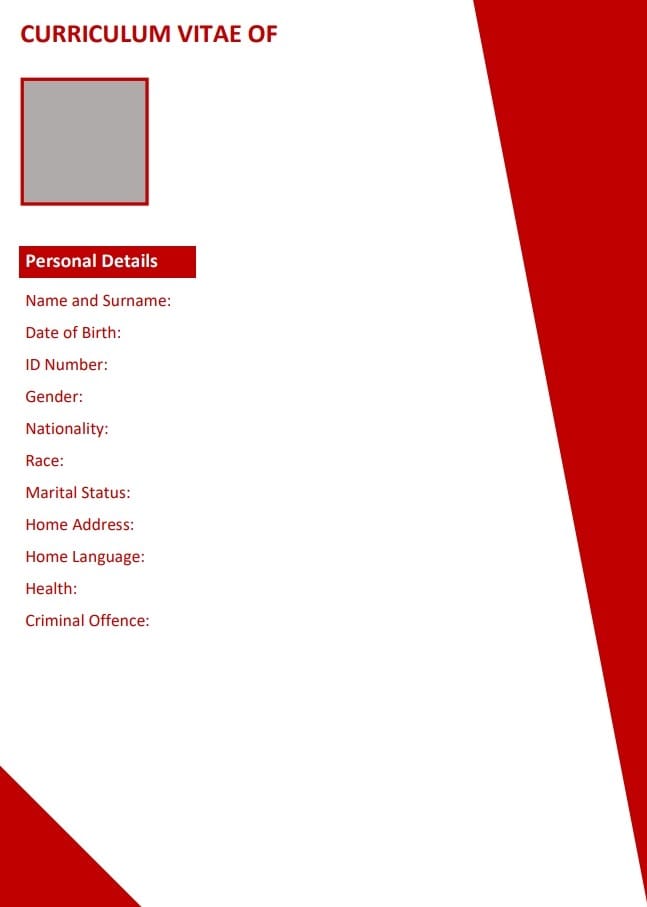 CURRICULUM VITAE OF
Personal Details
Name and Surname:
Date of Birth:
ID Number:
Gender:
Nationality:
Race:
Marital Status:
Home Address:
Home Language:
Health:
Criminal Offence: